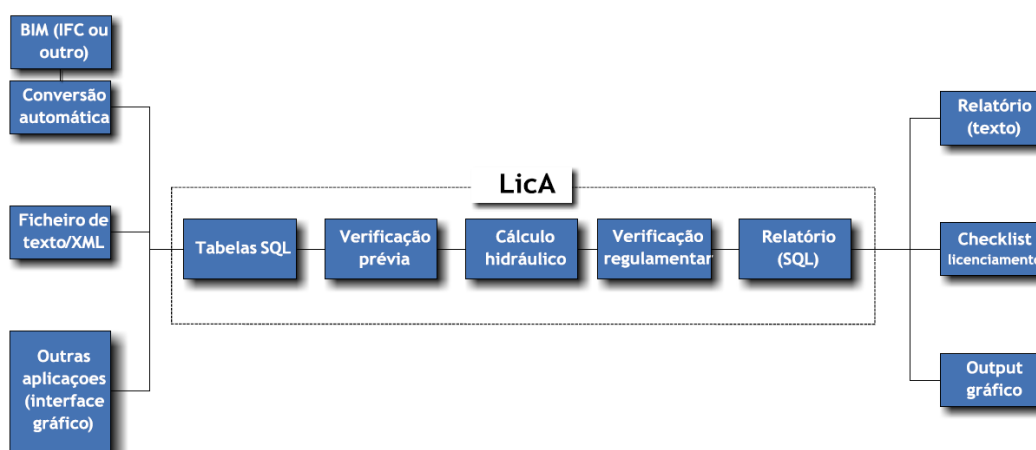 BIM (IFC ou
outro)
Conversão
automática
Ficheiro de
texto/XML
Outras
aplicaçoes
(interface
gráfico)
LicA
Tabelas SQL
Verificação
prévia
Cálculo
hidráulico
Verificação
regulamentar
Relatório
(SQL)
Relatório
(texto)
Checklist
licenciamento
Output
gráfico